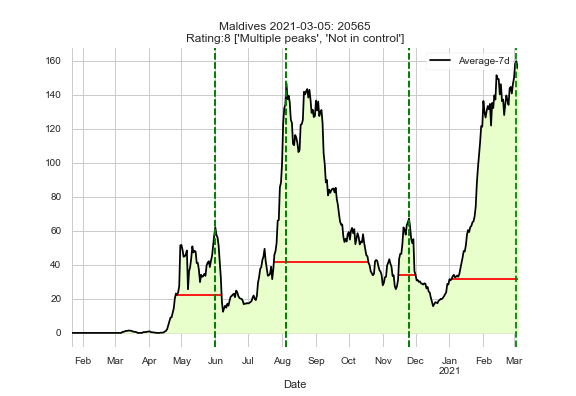 Maldives 2021-03-05: 20565
Rating:8 ['Multiple peaks', 'Not in control']
Average-7d
160
140
120
100
80
60
40
20
0
Feb Mar Apr May Jun Jul Aug Sep Oct Nov Dec Jan Feb Mar
2021
Date